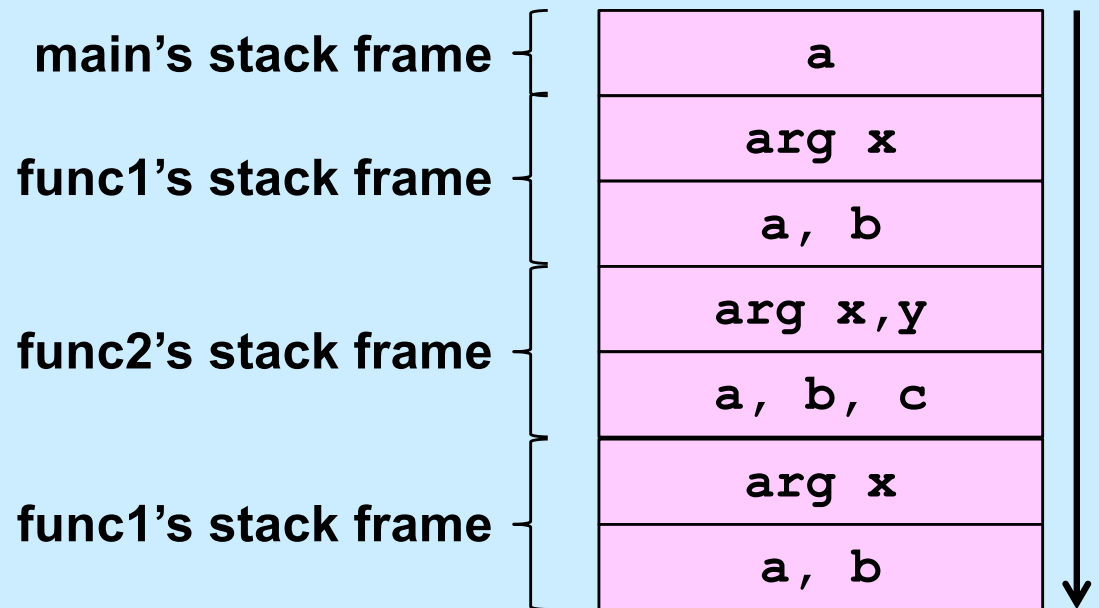 main’s stack frame
a
func1’s stack frame
arg x
a, b
func2’s stack frame
arg x,y
a, b, c
func1’s stack frame
arg x
a, b